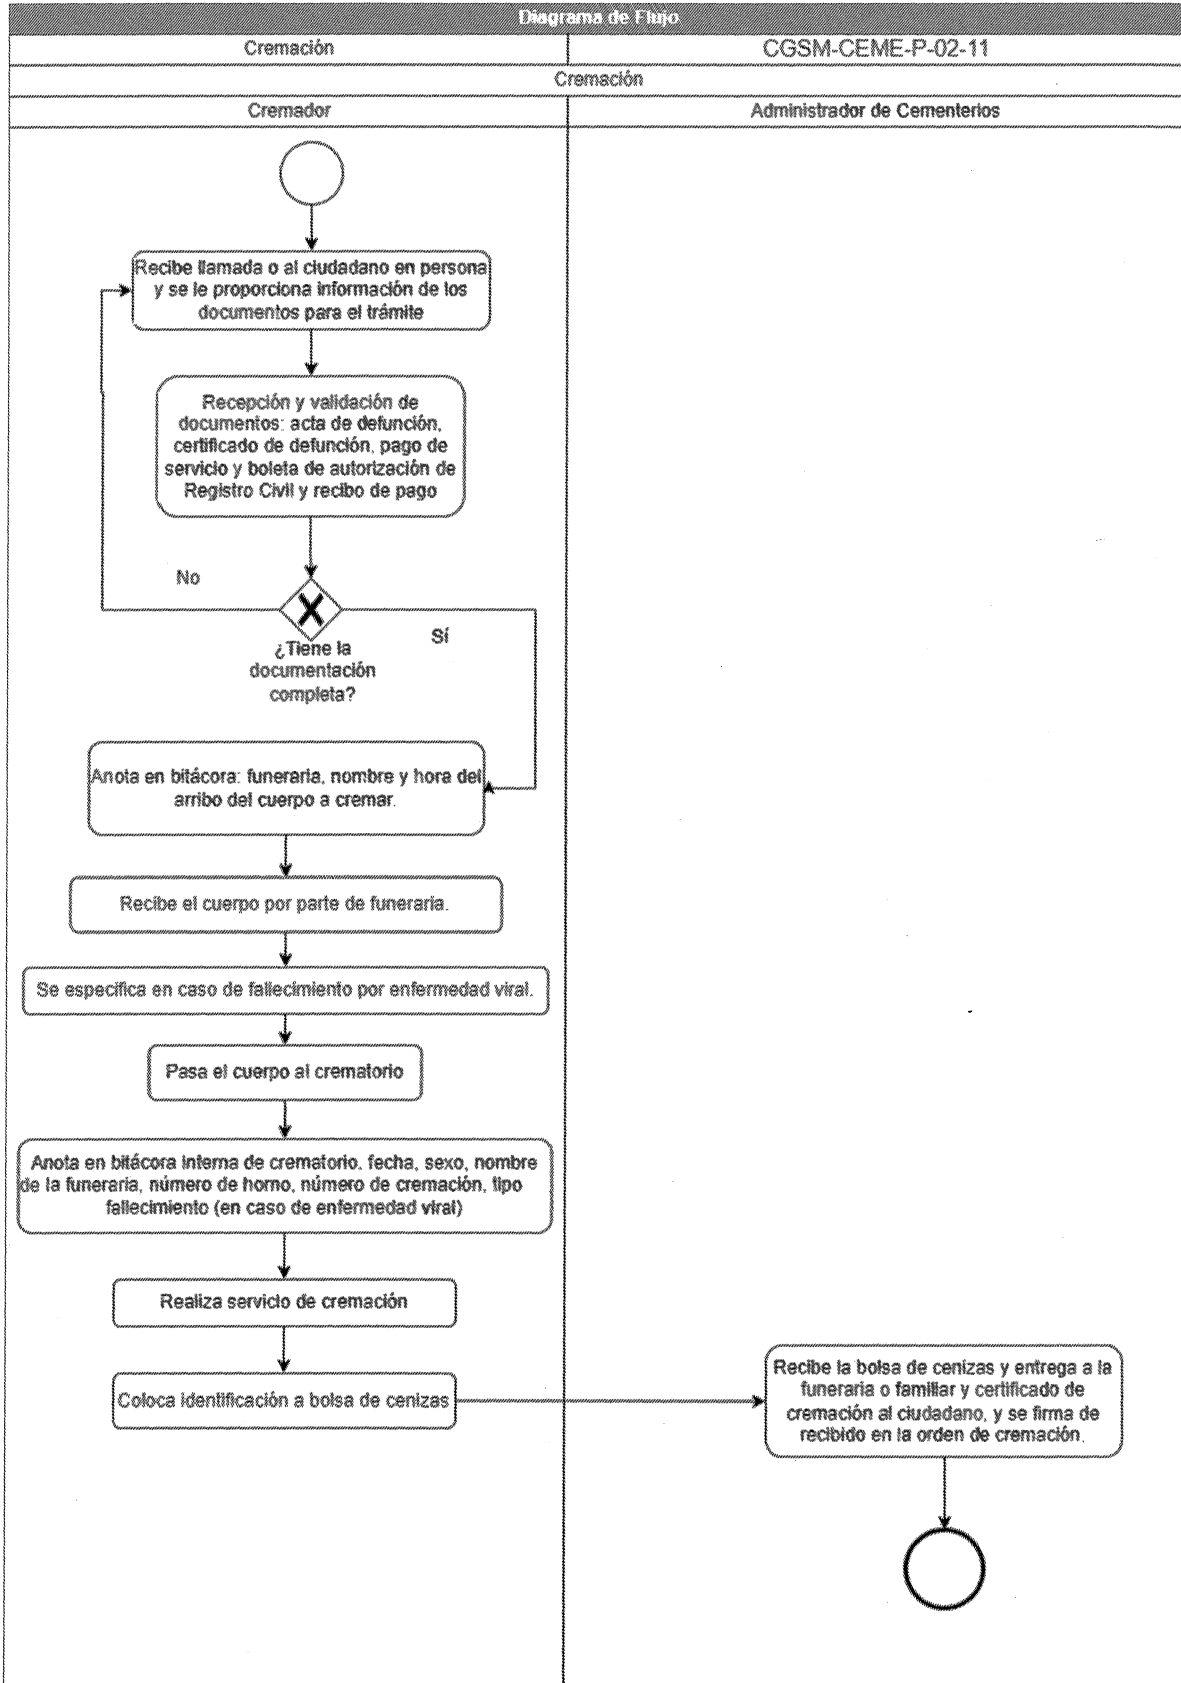 Diagrama de Flujo
Cremación
CGSM-CEME-P-02-11
Cremación
Cremador
Administrador de Cementerios
Recibe llamada o al ciudadano en persona
y se le proporciona información de los
documentos para el trámite
Recepción y validación de
documentos: acta de defunción,
certificado de defunción, pago de
servicio y boleta de autorización de
Registro Civil y recibo de pago
No
Sí
¿Tiene la
documentación
completa?
Anota en bitácora: funeraria, nombre y hora del
arribo del cuerpo a cremar.
Recibe el cuerpo por parte de funeraria.
Se especifica en caso de fallecimiento por enfermedad viral.
Pasa el cuerpo al crematorio
Anota en bitácora interna de crematorio, fecha, sexo, nombre
de la funeraria, número de horno, número de cremación, tipo
fallecimiento (en caso de enfermedad viral)
Realiza servicio de cremación
Coloca identificación a bolsa de cenizas
Recibe la bolsa de cenizas y entrega a la
funeraria o familiar y certificado de
cremación al ciudadano, y se firma de
recibido en la orden de cremación.